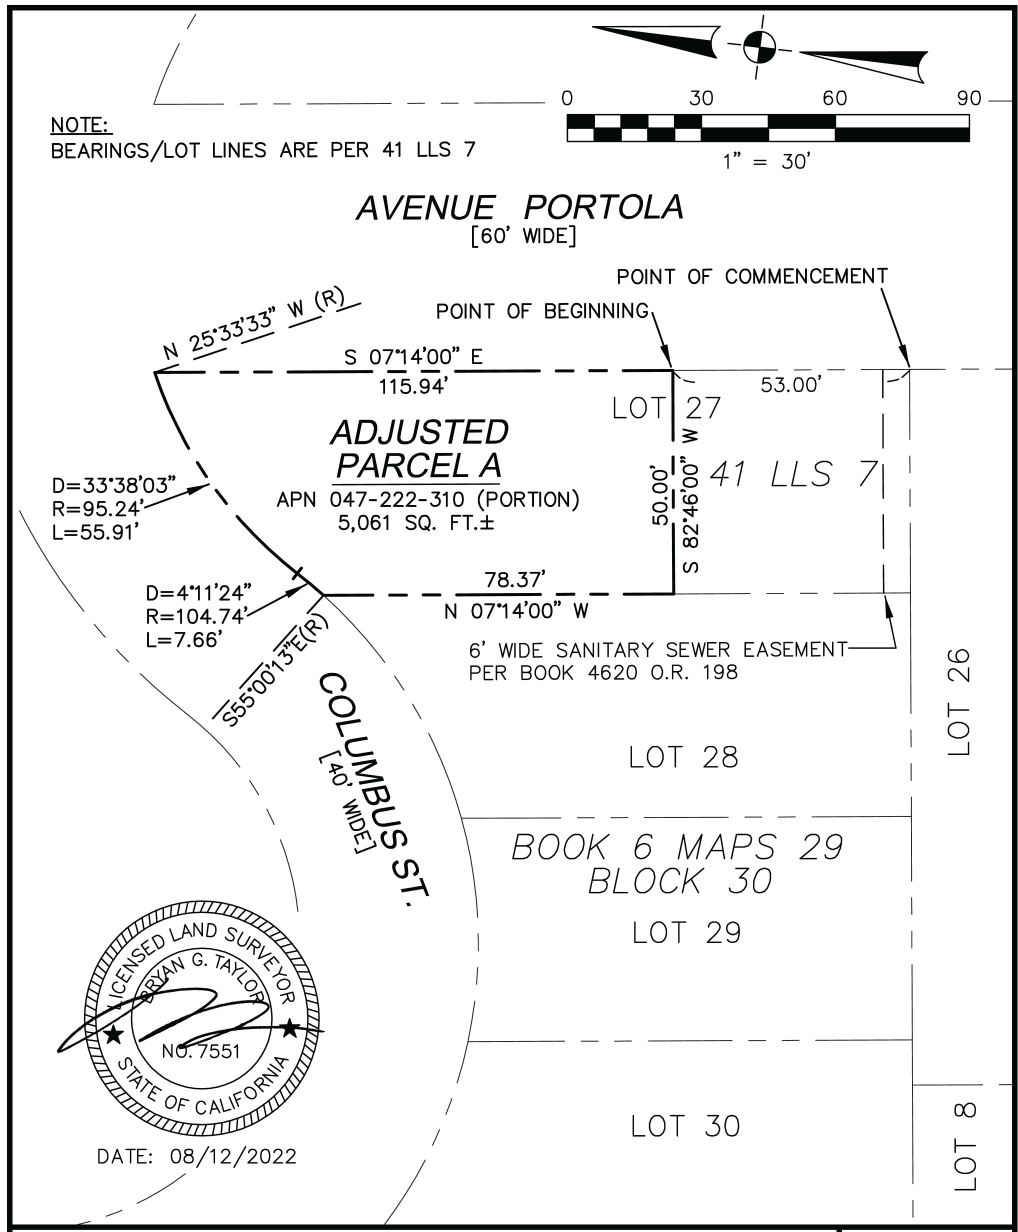 0 30 60 90
1" = 30'
NOTE:
BEARINGS/LOT LINES ARE PER 41 LLS 7
AVENUE PORTOLA
[60' WIDE]
POINT OF COMMENCEMENT
POINT OF BEGINNING
N 25°33'33" W (R)
S 07°14'00" E
115.94'
53.00'
LOT 27
41 LLS 7
ADJUSTED
PARCEL A
APN 047-222-310 (PORTION)
5,061 SQ. FT.±
50.00'
S 82°46'00" W
D=33°38'03"
R=95.24'
L=55.91'
D=4°11'24"
R=104.74'
L=7.66'
78.37'
N 07°14'00" W
S55°00'13"E(R)
6' WIDE SANITARY SEWER EASEMENT
PER BOOK 4620 O.R. 198
COLUMBUS ST.
[40' WIDE]
LOT 26
LOT 28
BOOK 6 MAPS 29
BLOCK 30
LOT 29
LOT 30
LOT 8
LICENSED LAND SURVEYOR
BRYAN G. TAYLOR
NO. 7551
STATE OF CALIFORNIA
DATE: 08/12/2022